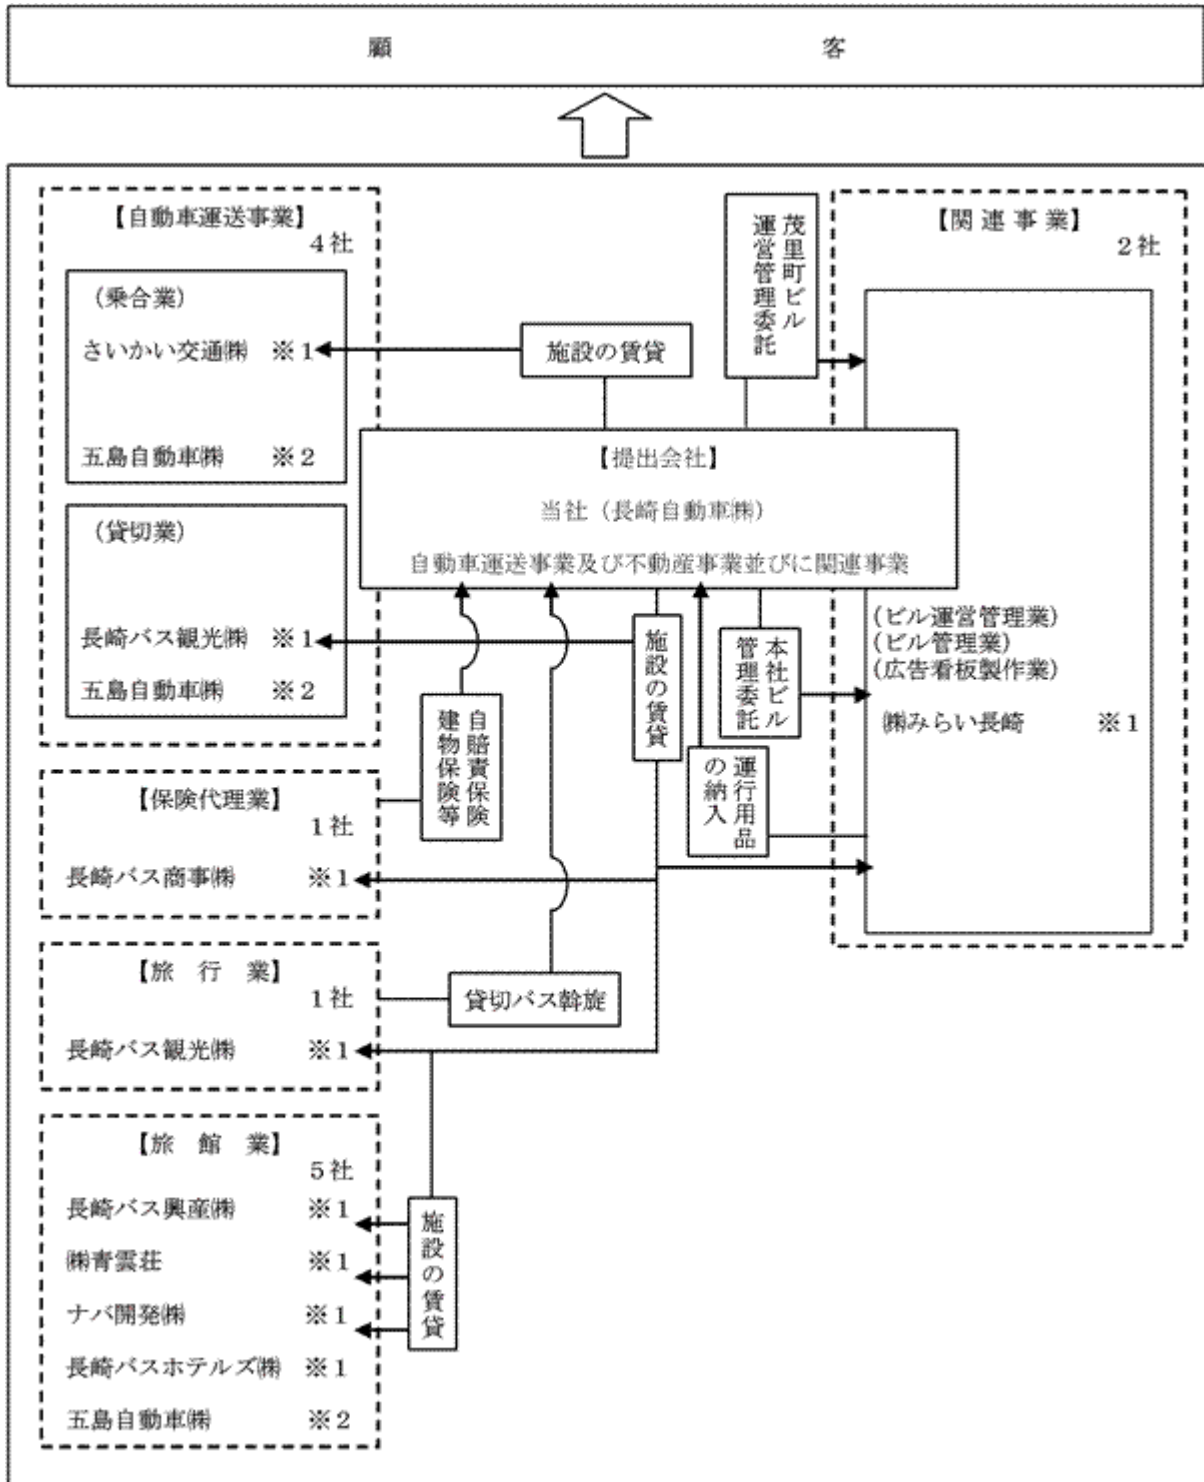 顧　　　　　客
【自動車運送事業】
4社
(乗合業)
さいかい交通㈱　※1
五島自動車㈱　※2
(貸切業)
長崎バス観光㈱　※1
五島自動車㈱　※2
【保険代理業】
1社
長崎バス商事㈱　※1
【旅　行　業】
1社
長崎バス観光㈱　※1
【旅　館　業】
5社
長崎バス興産㈱　※1
㈱青雲荘　※1
ナバ開発㈱　※1
長崎バスホテルズ㈱　※1
五島自動車㈱　※2
施設の賃貸
茂里町ビル
運営管理委託
【提出会社】
当社（長崎自動車㈱）
自動車運送事業及び不動産事業並びに関連事業
自賠責保険
建物保険等
貸切バス斡旋
施設の賃貸
本社ビル
管理委託
運行用品
の納入
施設の賃貸
【関連事業】
2社
(ビル運営管理業)
(ビル管理業)
(広告看板製作業)
㈱みらい長崎　※1